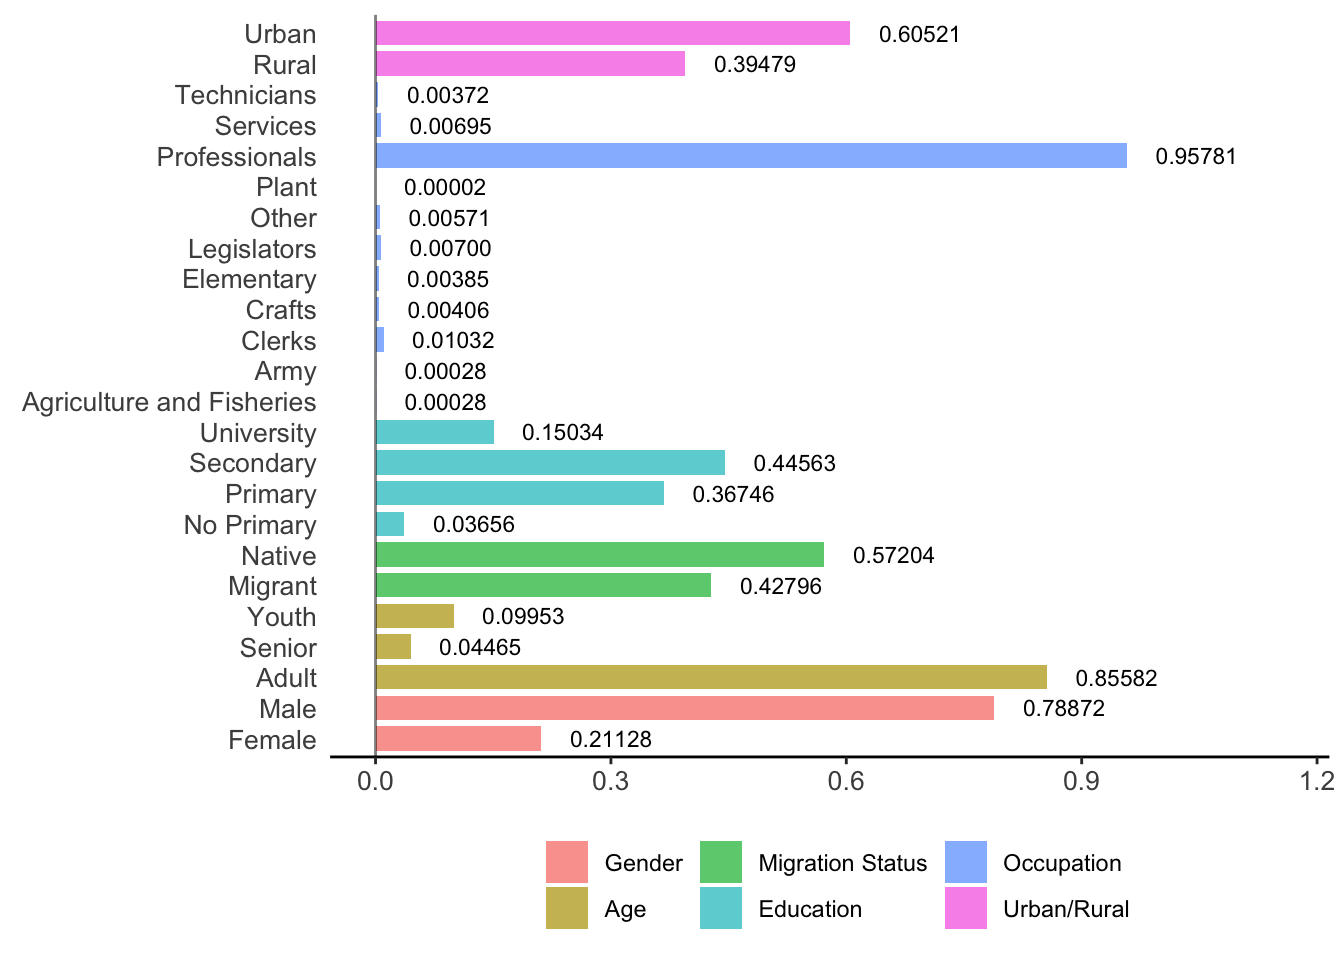 Urban 0.60521
Rural 0.39479
Technicians 0.00372
Services 0.00695
Professionals 0.95781
Plant 0.00002
Other 0.00571
Legislators 0.00700
Elementary 0.00385
Crafts 0.00406
Clerks 0.01032
Army 0.00028
Agriculture and Fisheries 0.00028
University 0.15034
Secondary 0.44563
Primary 0.36746
No Primary 0.03656
Native 0.57204
Migrant 0.42796
Youth 0.09953
Senior 0.04465
Adult 0.85582
Male 0.78872
Female 0.21128
0.0 0.3 0.6 0.9 1.2
Gender Migration Status Occupation
Age Education Urban/Rural